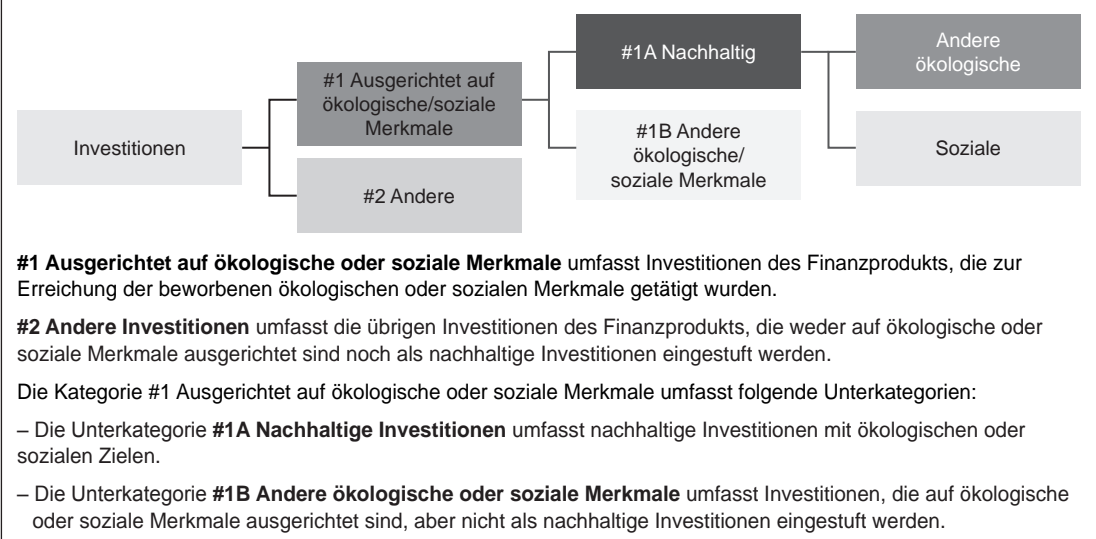 Investitionen
#1 Ausgerichtet auf
ökologische/soziale
Merkmale
#2 Andere
#1A Nachhaltig
#1B Andere
ökologische/
soziale Merkmale
Andere
ökologische
Soziale
#1 Ausgerichtet auf ökologische oder soziale Merkmale umfasst Investitionen des Finanzprodukts, die zur
Erreichung der beworbenen ökologischen oder sozialen Merkmale getätigt wurden.
#2 Andere Investitionen umfasst die übrigen Investitionen des Finanzprodukts, die weder auf ökologische oder
soziale Merkmale ausgerichtet sind noch als nachhaltige Investitionen eingestuft werden.
Die Kategorie #1 Ausgerichtet auf ökologische oder soziale Merkmale umfasst folgende Unterkategorien:
– Die Unterkategorie #1A Nachhaltige Investitionen umfasst nachhaltige Investitionen mit ökologischen oder
sozialen Zielen.
– Die Unterkategorie #1B Andere ökologische oder soziale Merkmale umfasst Investitionen, die auf ökologische
oder soziale Merkmale ausgerichtet sind, aber nicht als nachhaltige Investitionen eingestuft werden.